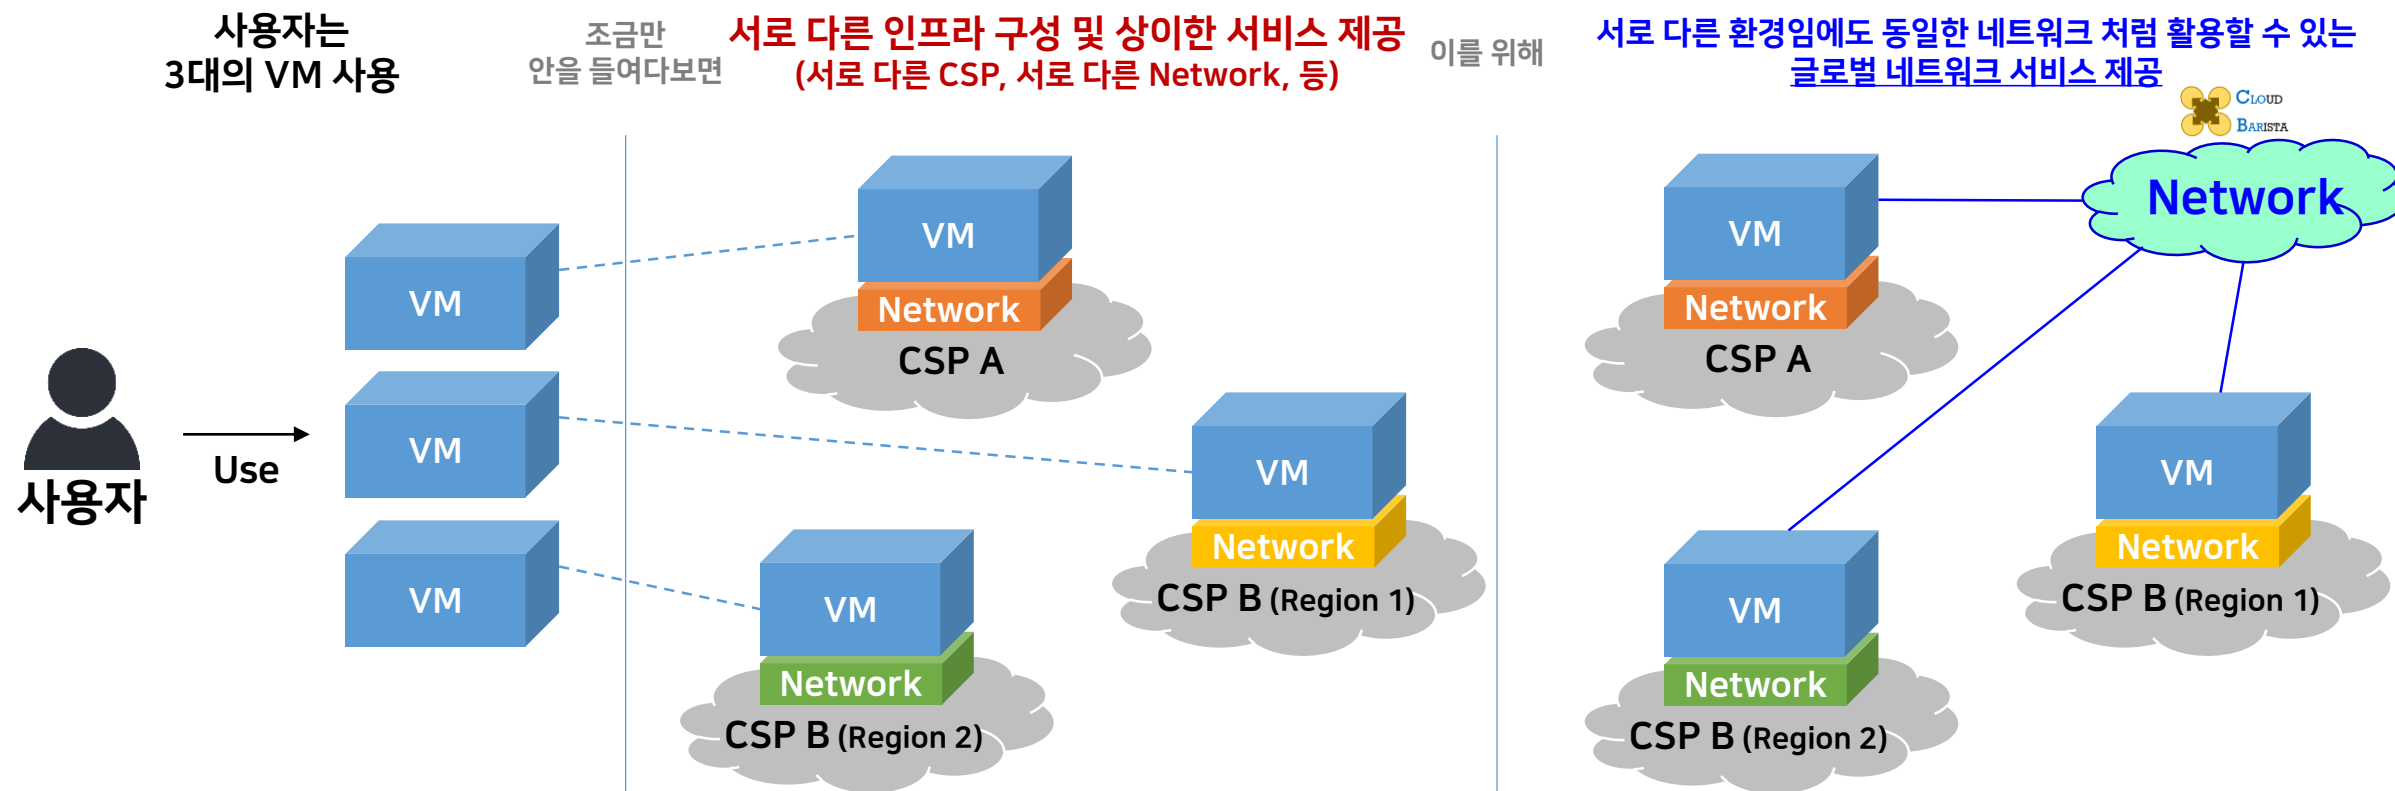 사용자는
3대의 VM 사용
조금만
안을 들여다보면
서로 다른 인프라 구성 및 상이한 서비스 제공
(서로 다른 CSP, 서로 다른 Network, 등)
이를 위해
서로 다른 환경임에도 동일한 네트워크 처럼 활용할 수 있는
글로벌 네트워크 서비스 제공
CLOUD
BARISTA
사용자
Use
VM
VM
VM
VM
Network
CSP A
VM
Network
CSP B (Region 1)
VM
Network
CSP B (Region 2)
Network
VM
Network
CSP A
VM
Network
CSP B (Region 1)
VM
Network
CSP B (Region 2)